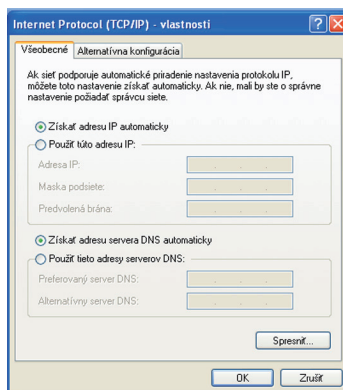 Internet Protocol (TCP/IP) - vlastnosti
Všeobecné
Alternatívna konfigurácia
Ak sieť podporuje automatické priradenie nastavenia protokolu IP,
môžete toto nastavenie získať automaticky. Ak nie, mali by ste o správne
nastavenie požiadať správcu siete.
Získať adresu IP automaticky
Použiť túto adresu IP:
Adresa IP:
Maska podsiete:
Predvolená brána:
Získať adresu servera DNS automaticky
Použiť tieto adresy serverov DNS:
Preferovaný server DNS:
Alternatívny server DNS:
Spresniť...
OK
Zrušiť